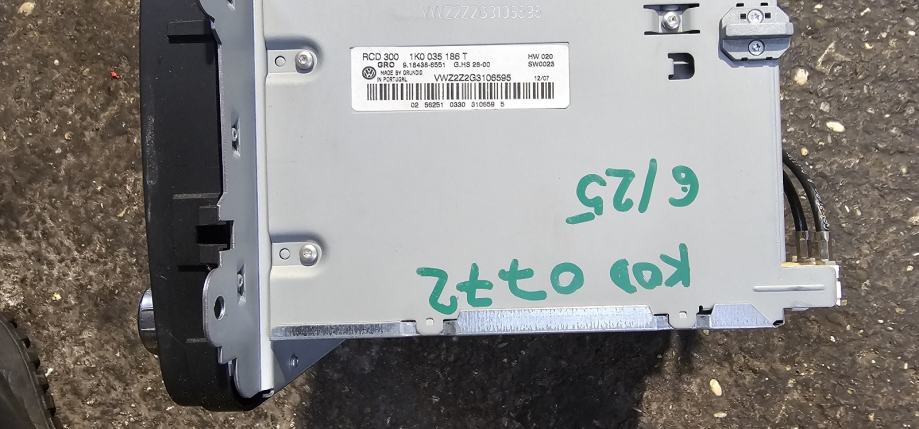 VWZ2Z2G3106595
RCD 300 1K0 035 186 T HW 020
GRO 9.18436-6551 G.HS 26-00 SW0023
MADE BY GRUNDIG
IN PORTUGAL
VWZ2Z2G3106595 12/07
02 56251 0330 310659 5
KOD 0772
6/25